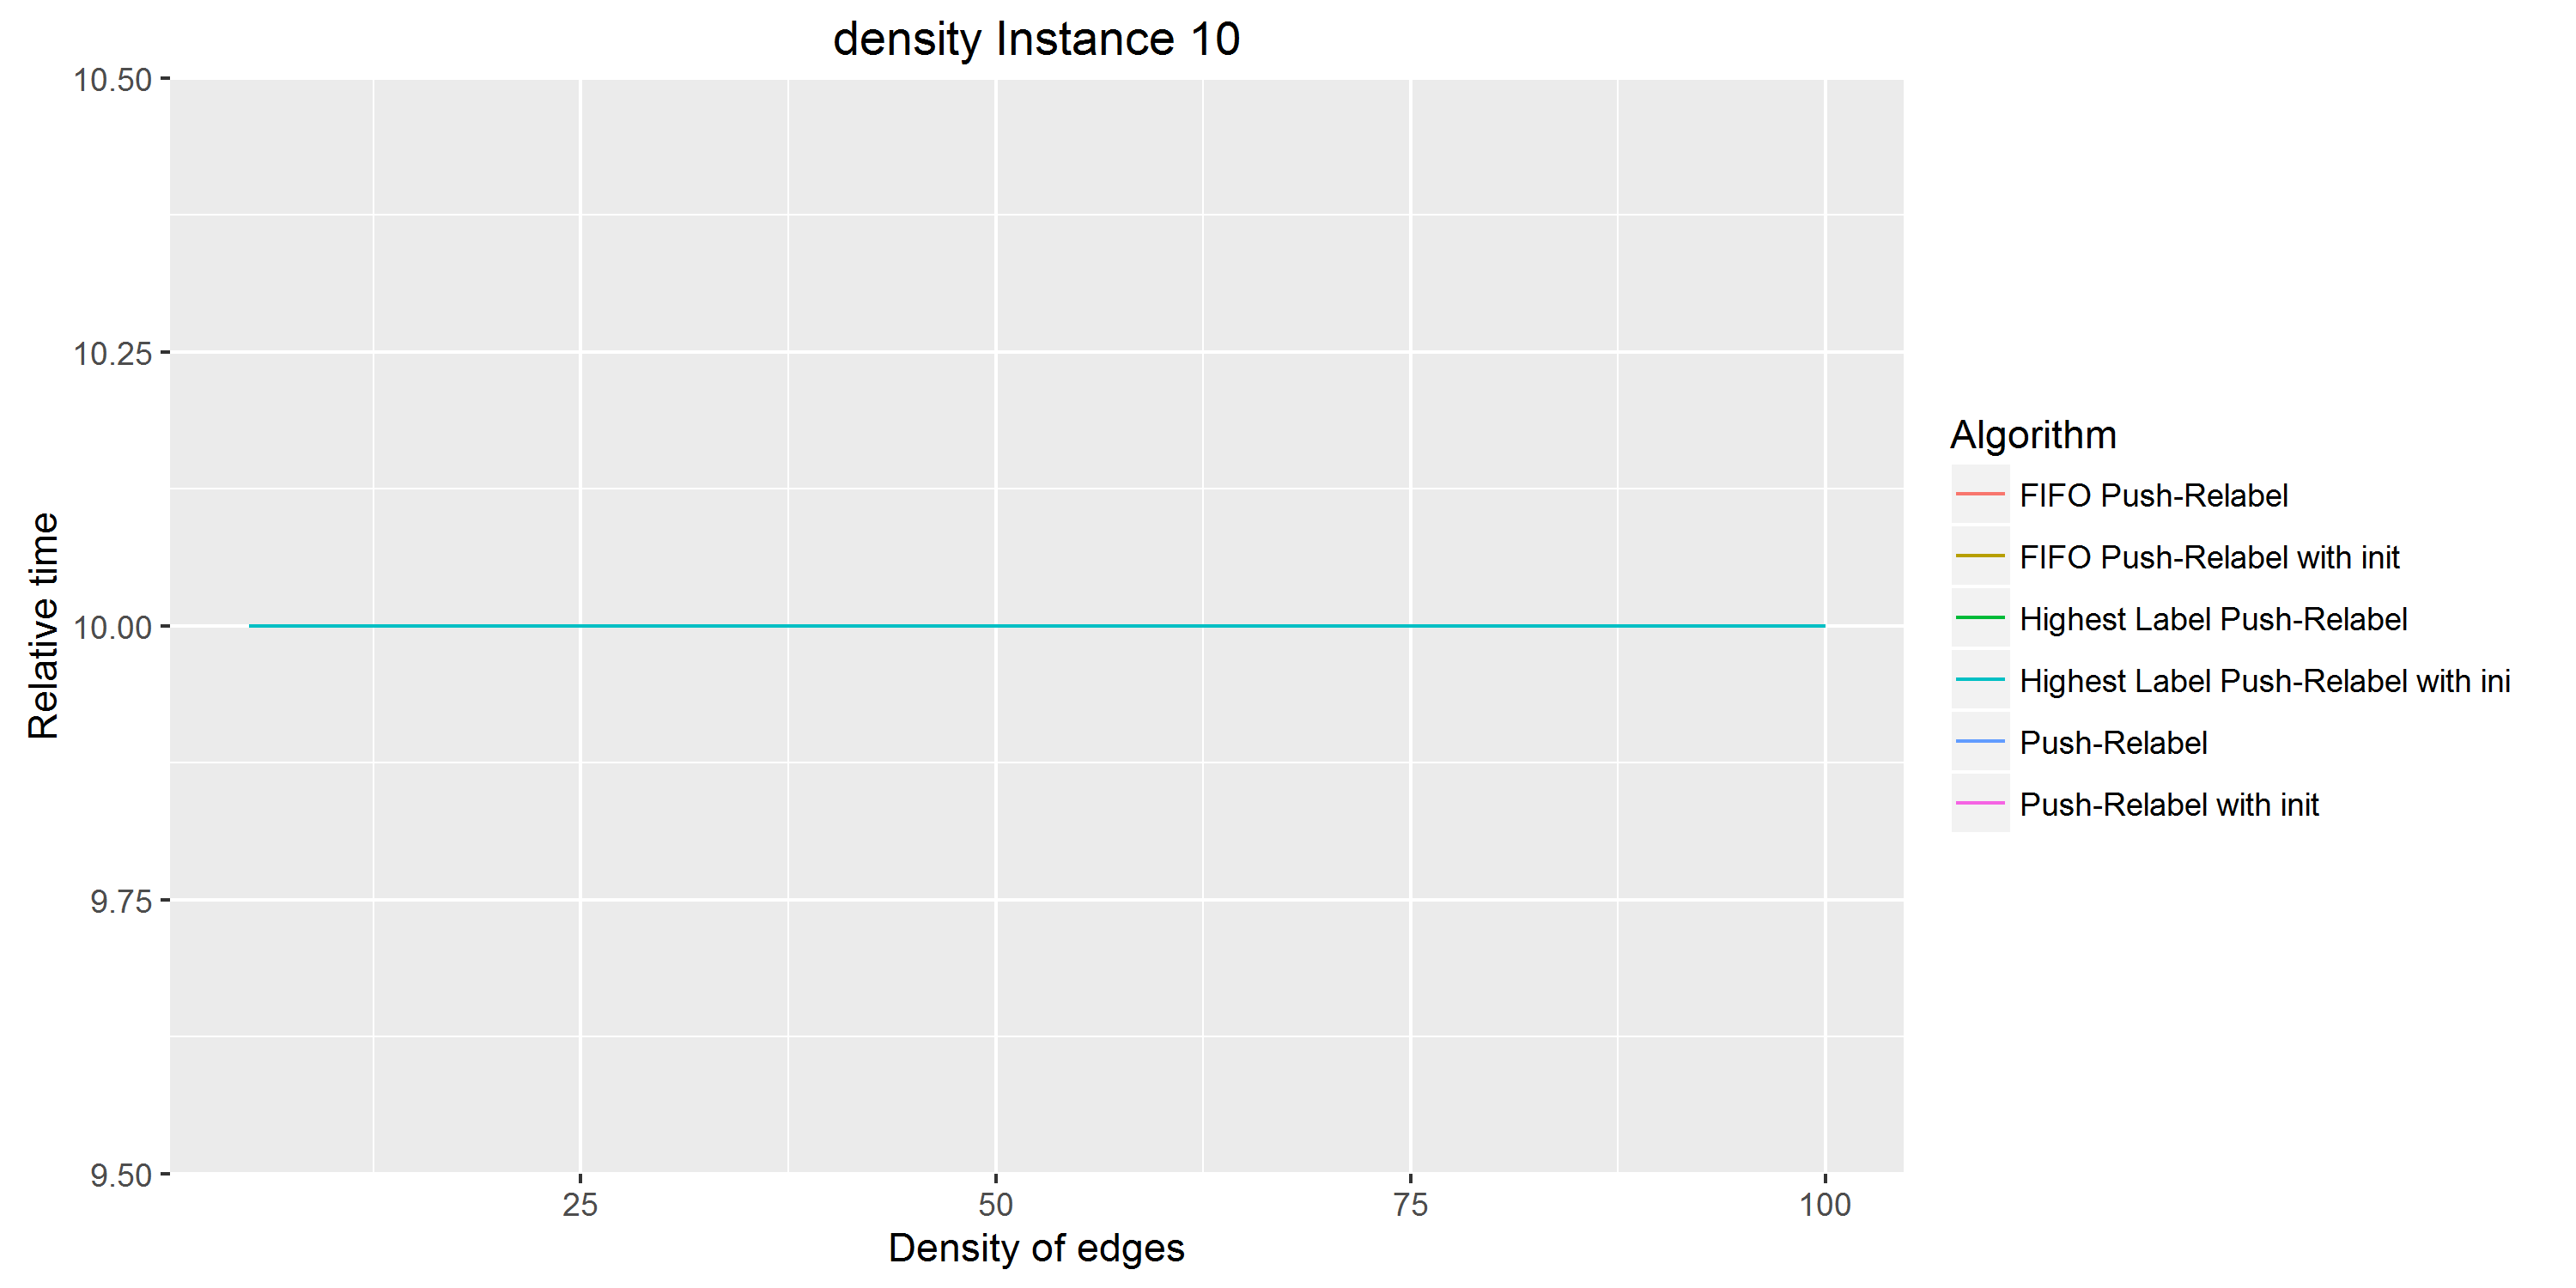 density Instance 10
10.50
10.25
10.00
9.75
9.50
Relative time
25 50 75 100
Density of edges
Algorithm
FIFO Push-Relabel
FIFO Push-Relabel with init
Highest Label Push-Relabel
Highest Label Push-Relabel with ini
Push-Relabel
Push-Relabel with init